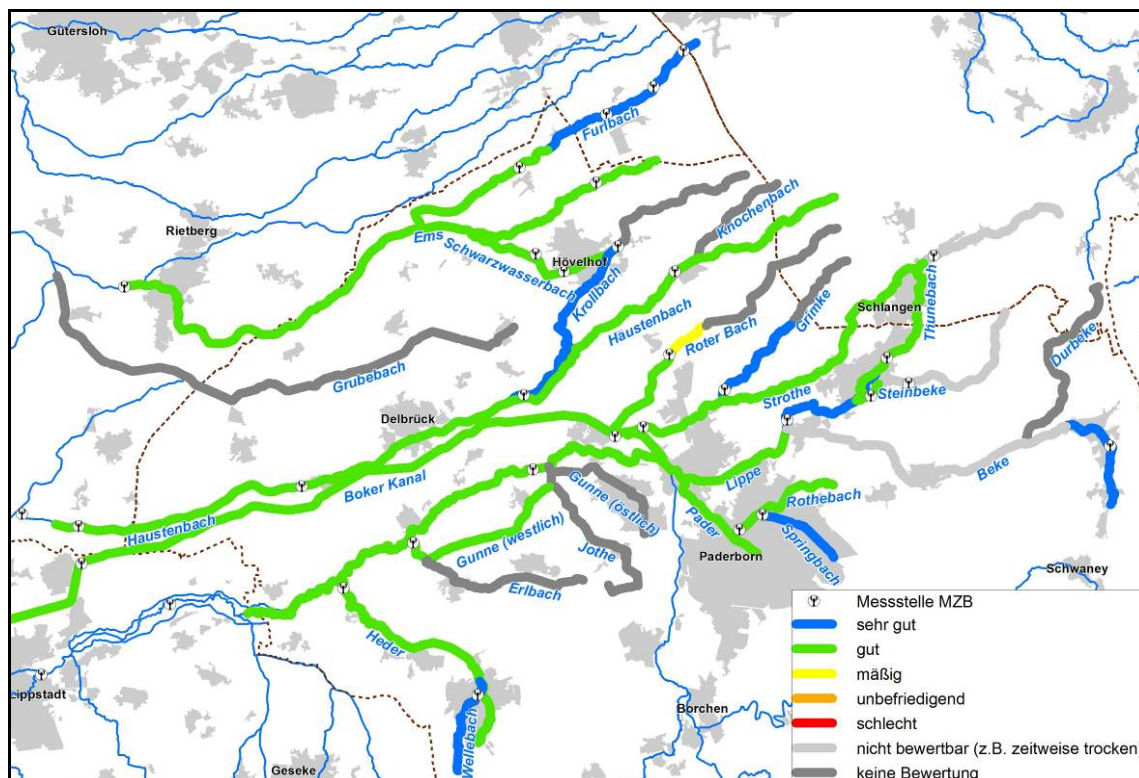 Gütersloh
Furlbach
Rietberg
Ems
Schwarzwasserbach
Hövelhof
Knochenbach
Krollbach
Haustenbach
Roter Bach
Grimke
Schlangen
Thunebach
Durbeke
Grubebach
Delbrück
Strothe
Steinbeke
Beke
Boker Kanal
Lippe
Haustenbach
Gunne (östlich)
Gunne (westlich)
Jothe
Erlbach
Pader
Rothebach
Springbach
Paderborn
Schwaney
Heder
Wellebach
Lippstadt
Borchen
Geseke
Messstelle MZB
sehr gut
gut
mäßig
unbefriedigend
schlecht
nicht bewertbar (z.B. zeitweise trocken
keine Bewertung